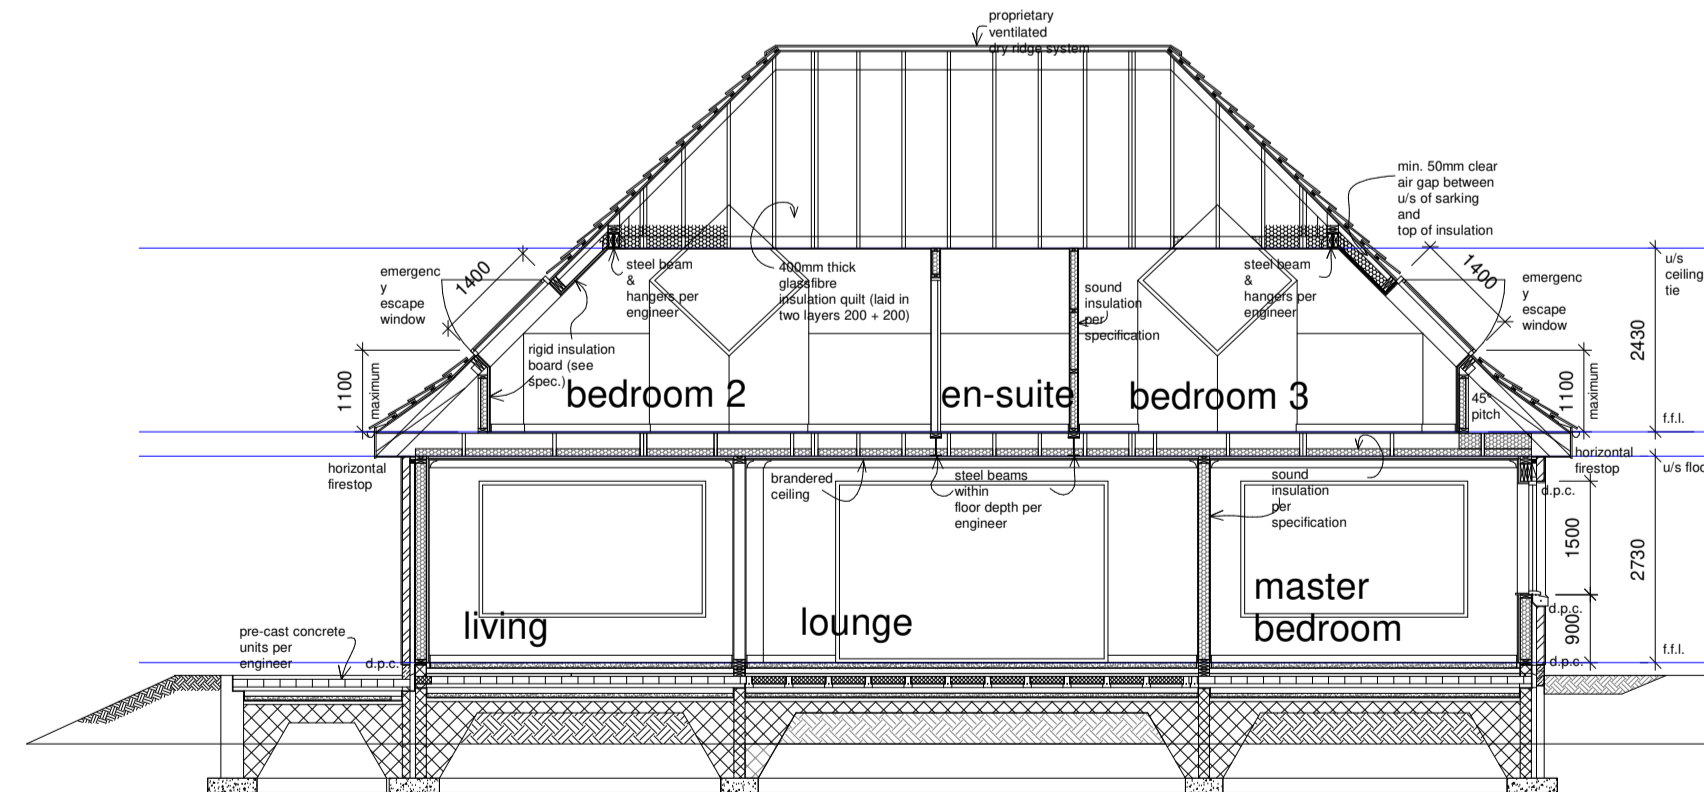 proprietary
ventilated
dry ridge system
min. 50mm clear
air gap between
u/s of sarking
and
top of insulation
emergenc
y
escape
window
1400
steel beam
&
hangers per
engineer
400mm thick
glassfibre
insulation quilt (laid in
two layers 200 + 200)
sound
insulation
per
specification
steel beam
&
hangers per
engineer
1400
emergenc
y
escape
window
u/s
ceiling
tie
2430
rigid insulation
board (see
spec.)
1100
maximum
bedroom 2
en-suite
bedroom 3
45°
pitch
1100
maximum
f.f.l.
horizontal
firestop
brandered
ceiling
steel beams
within
floor depth per
engineer
sound
insulation
per
specification
horizontal
firestop
u/s floo
d.p.c.
1500
2730
living
lounge
master
bedroom
d.p.c.
900
f.f.l.
d.p.c.
pre-cast concrete
units per
engineer
d.p.c.